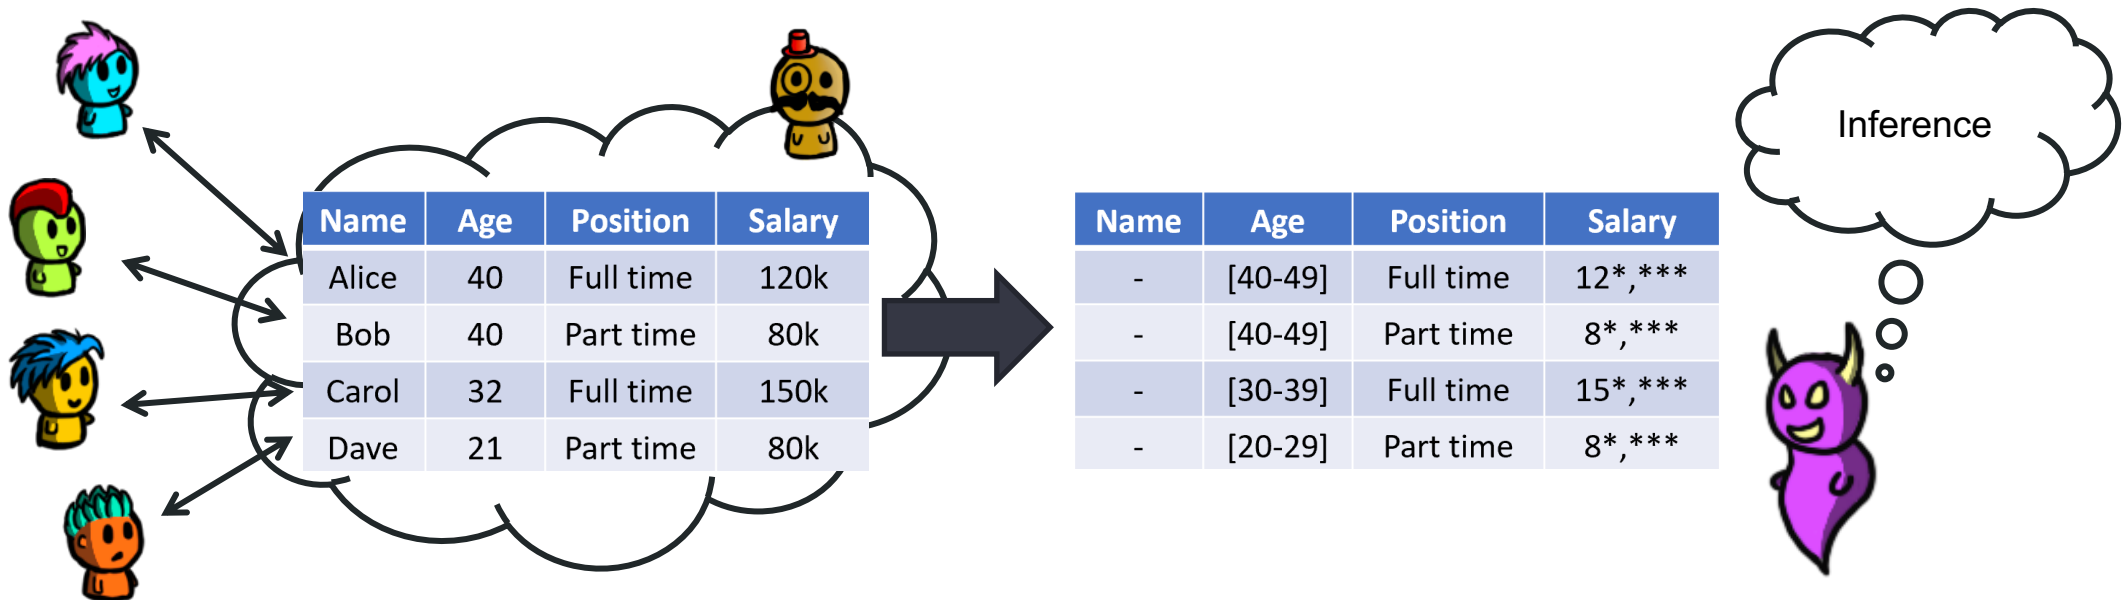 Inference
Name Age Position Salary
Alice 40 Full time 120k
Bob 40 Part time 80k
Carol 32 Full time 150k
Dave 21 Part time 80k
Name Age Position Salary
- [40-49] Full time 12*,***
- [40-49] Part time 8*,***
- [30-39] Full time 15*,***
- [20-29] Part time 8*,***